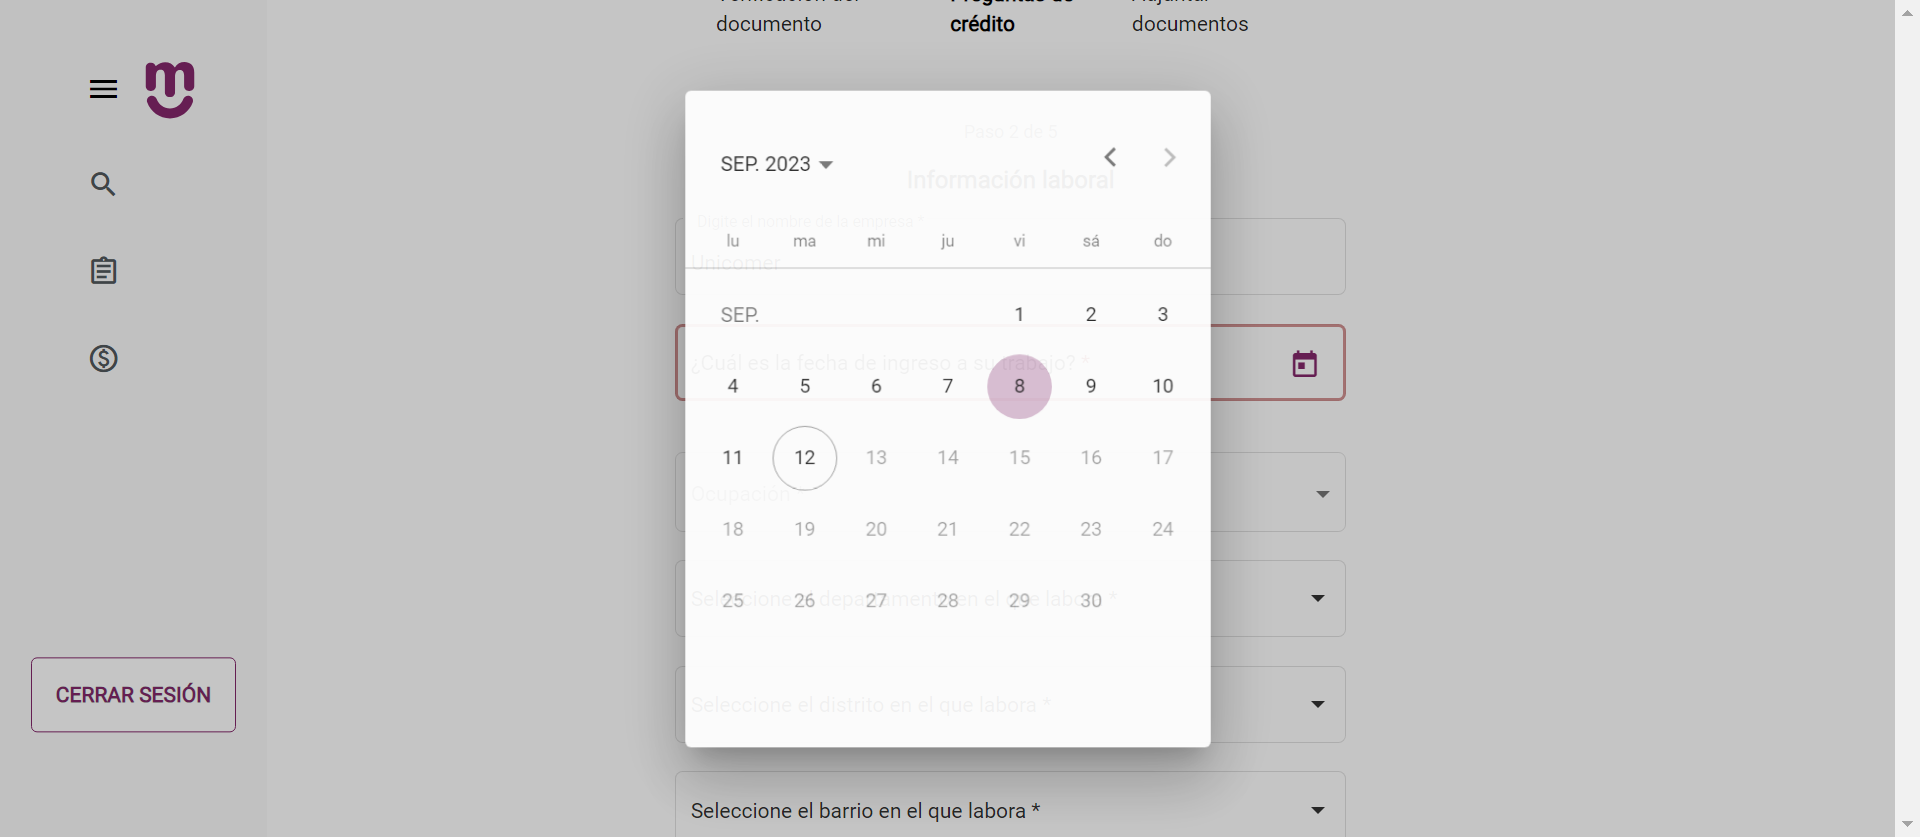 documento
Preguntas de
crédito
documentos
Paso 2 de 5
SEP. 2023
Información laboral
Digite el nombre de la empresa *
lu ma mi ju vi sá do
Unicomer
SEP. 1 2 3
¿Cuál es la fecha de ingreso a su trabajo? *
4 5 6 7 8 9 10
11 12 13 14 15 16 17
Ocupación
18 19 20 21 22 23 24
Seleccione el departamento en el que labora *
25 26 27 28 29 30
CERRAR SESIÓN
Seleccione el distrito en el que labora *
Seleccione el barrio en el que labora *